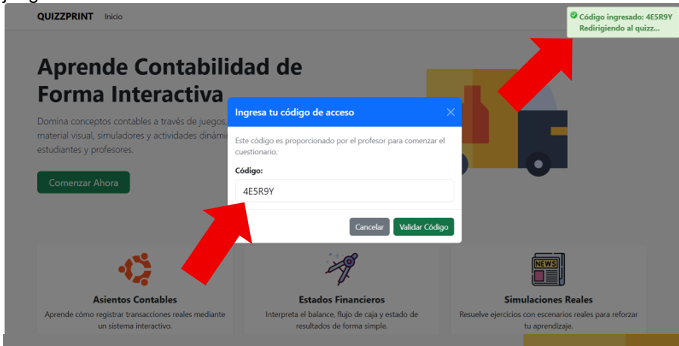 QUIZZPRINT Inicio
Código ingresado: 4E5R9Y
Redirigiendo al quizz...
Aprende Contabilidad de
Forma Interactiva
Domina conceptos contables a través de juegos,
material visual, simuladores y actividades dinámi
estudiantes y profesores.
Comenzar Ahora
Ingresa tu código de acceso
Este código es proporcionado por el profesor para comenzar el
cuestionario.
Código:
4E5R9Y
Cancelar Validar Código
NEWS
Asientos Contables
Aprende cómo registrar transacciones reales mediante
un sistema interactivo.
Estados Financieros
Interpreta el balance, flujo de caja y estado de
resultados de forma simple.
Simulaciones Reales
Resuelve ejercicios con escenarios reales para reforzar
tu aprendizaje.